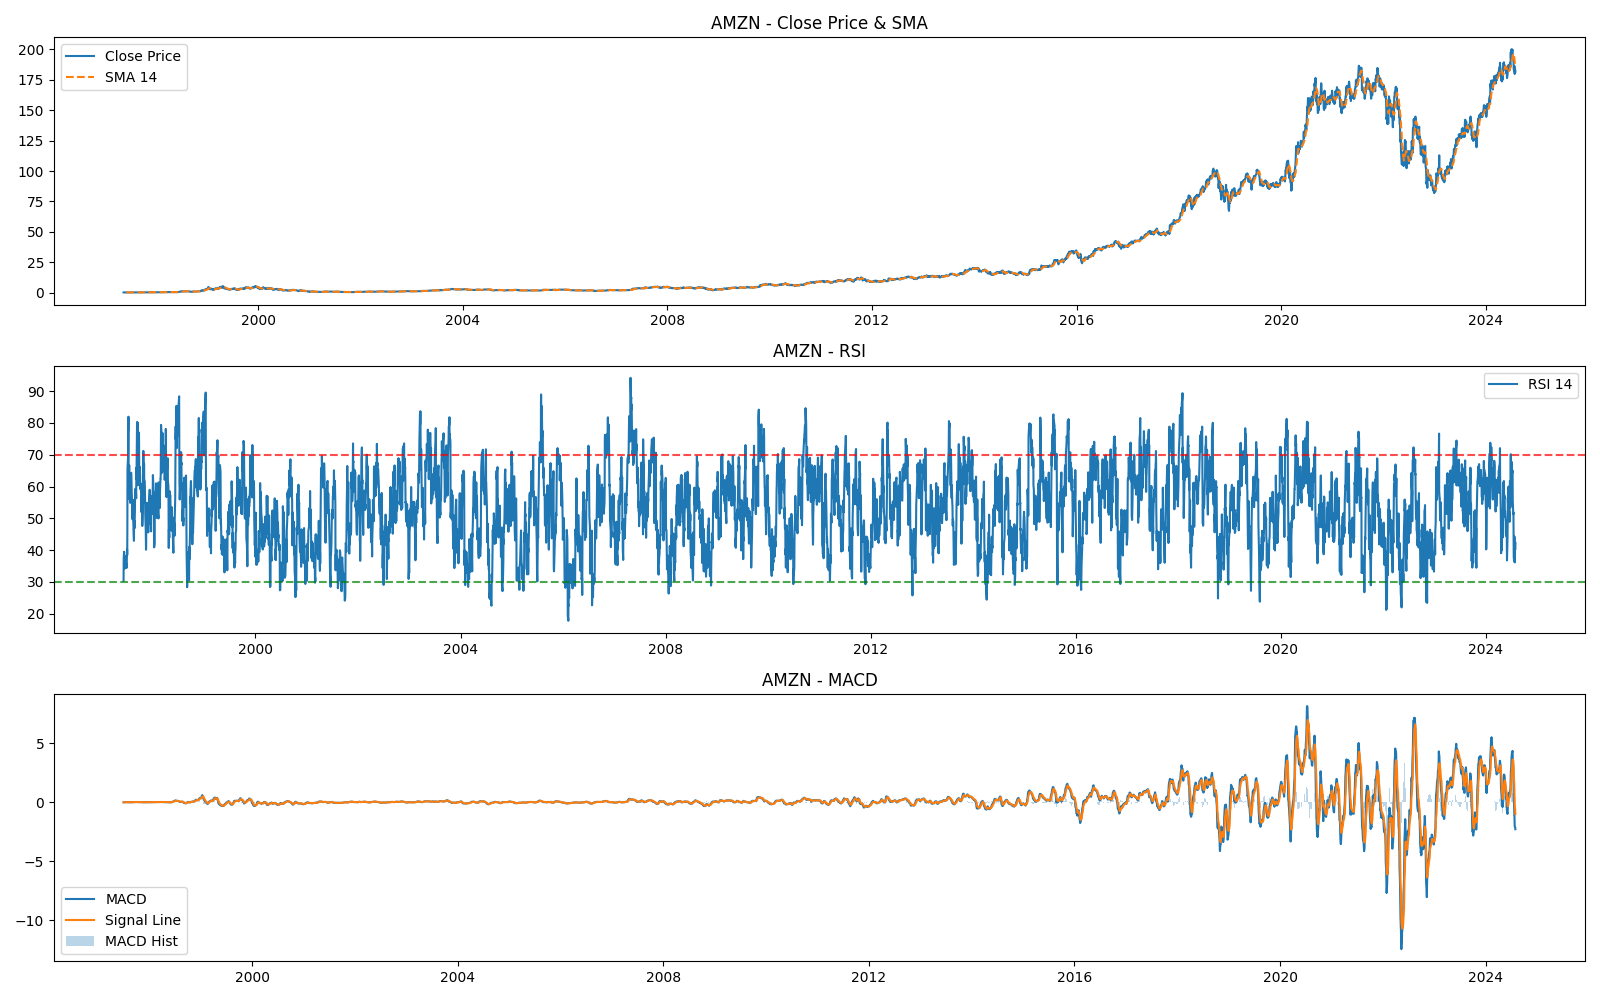 AMZN - Close Price & SMA
Close Price
SMA 14
200
175
150
125
100
75
50
25
0
2000 2004 2008 2012 2016 2020 2024
AMZN - RSI
RSI 14
90
80
70
60
50
40
30
20
2000 2004 2008 2012 2016 2020 2024
AMZN - MACD
5
0
−5
−10
MACD
Signal Line
MACD Hist
2000 2004 2008 2012 2016 2020 2024